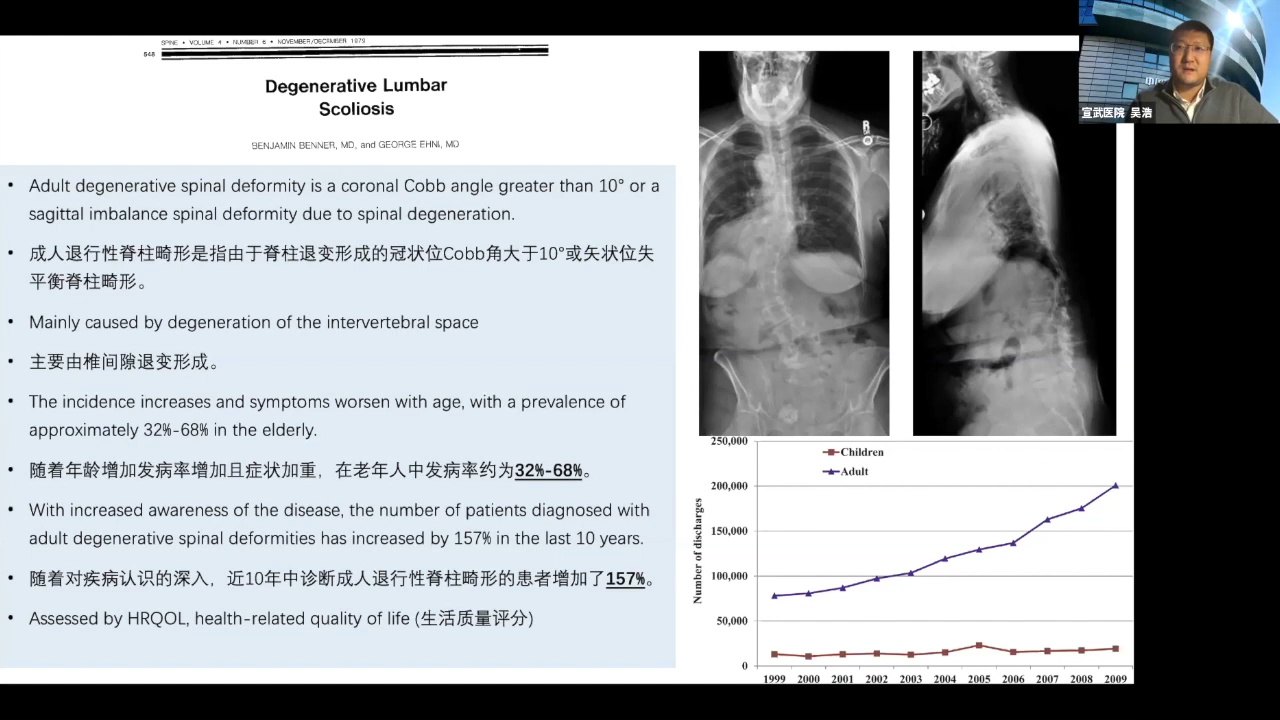 SPINE • VOLUME 4 • NUMBER 6 • NOVEMBER/DECEMBER 1979
548
Degenerative Lumbar
Scoliosis
BENJAMIN BENNER, MD, and GEORGE EHNI, MD
• Adult degenerative spinal deformity is a coronal Cobb angle greater than 10° or a
sagittal imbalance spinal deformity due to spinal degeneration.
• 成人退行性脊柱畸形是指由于脊柱退变形成的冠状位Cobb角大于10°或矢状位失
平衡脊柱畸形。
• Mainly caused by degeneration of the intervertebral space
• 主要由椎间隙退变形成。
• The incidence increases and symptoms worsen with age, with a prevalence of
approximately 32%-68% in the elderly.
• 随着年龄增加发病率增加且症状加重，在老年人中发病率约为32%-68%。
• With increased awareness of the disease, the number of patients diagnosed with
adult degenerative spinal deformities has increased by 157% in the last 10 years.
• 随着对疾病认识的深入，近10年中诊断成人退行性脊柱畸形的患者增加了157%。
• Assessed by HRQOL, health-related quality of life (生活质量评分)
宣武医院 吴浩
Children
Adult
Number of discharges
250,000
200,000
150,000
100,000
50,000
0
1999 2000 2001 2002 2003 2004 2005 2006 2007 2008 2009